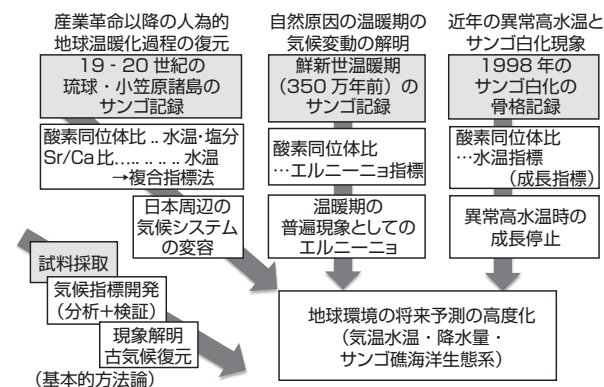 産業革命以降の人為的
地球温暖化過程の復元
19 - 20 世紀の
琉球・小笠原諸島の
サンゴ記録
酸素同位体比 .. 水温・塩分
Sr/Ca 比..... .. .. .. 水温
→複合指標法
日本周辺の
気候システム
の変容
自然原因の温暖期の
気候変動の解明
鮮新世温暖期
（350 万年前）の
サンゴ記録
酸素同位体比
…エルニーニョ指標
温暖期の
普遍現象としての
エルニーニョ
近年の異常高水温と
サンゴ白化現象
1998 年の
サンゴ白化の
骨格記録
酸素同位体比
…水温指標
（成長指標）
異常高水温時の
成長停止
試料採取
気候指標開発
（分析＋検証）
現象解明
古気候復元
（基本的方法論）
地球環境の将来予測の高度化
（気温水温・降水量・
サンゴ礁海洋生態系）